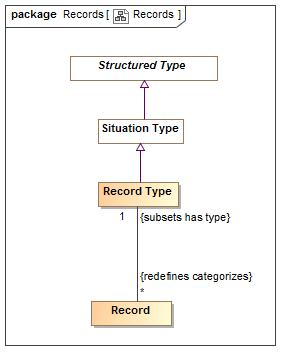 package Records [ Records ]
Structured Type
Situation Type
Record Type
1 {subsets has type}
{redefines categorizes}
*
Record